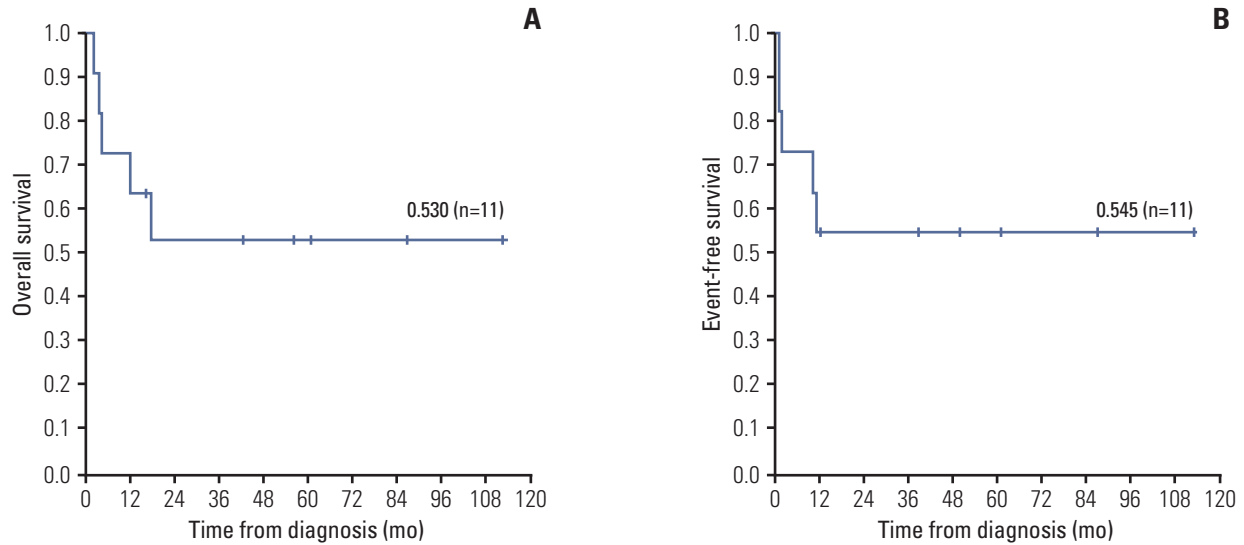 A
1.0
0.9
0.8
0.7
0.6
0.5
0.4
0.3
0.2
0.1
0.0
Overall survival
0.530 (n=11)
0 12 24 36 48 60 72 84 96 108 120
Time from diagnosis (mo)
B
1.0
0.9
0.8
0.7
0.6
0.5
0.4
0.3
0.2
0.1
0.0
Event-free survival
0.545 (n=11)
0 12 24 36 48 60 72 84 96 108 120
Time from diagnosis (mo)